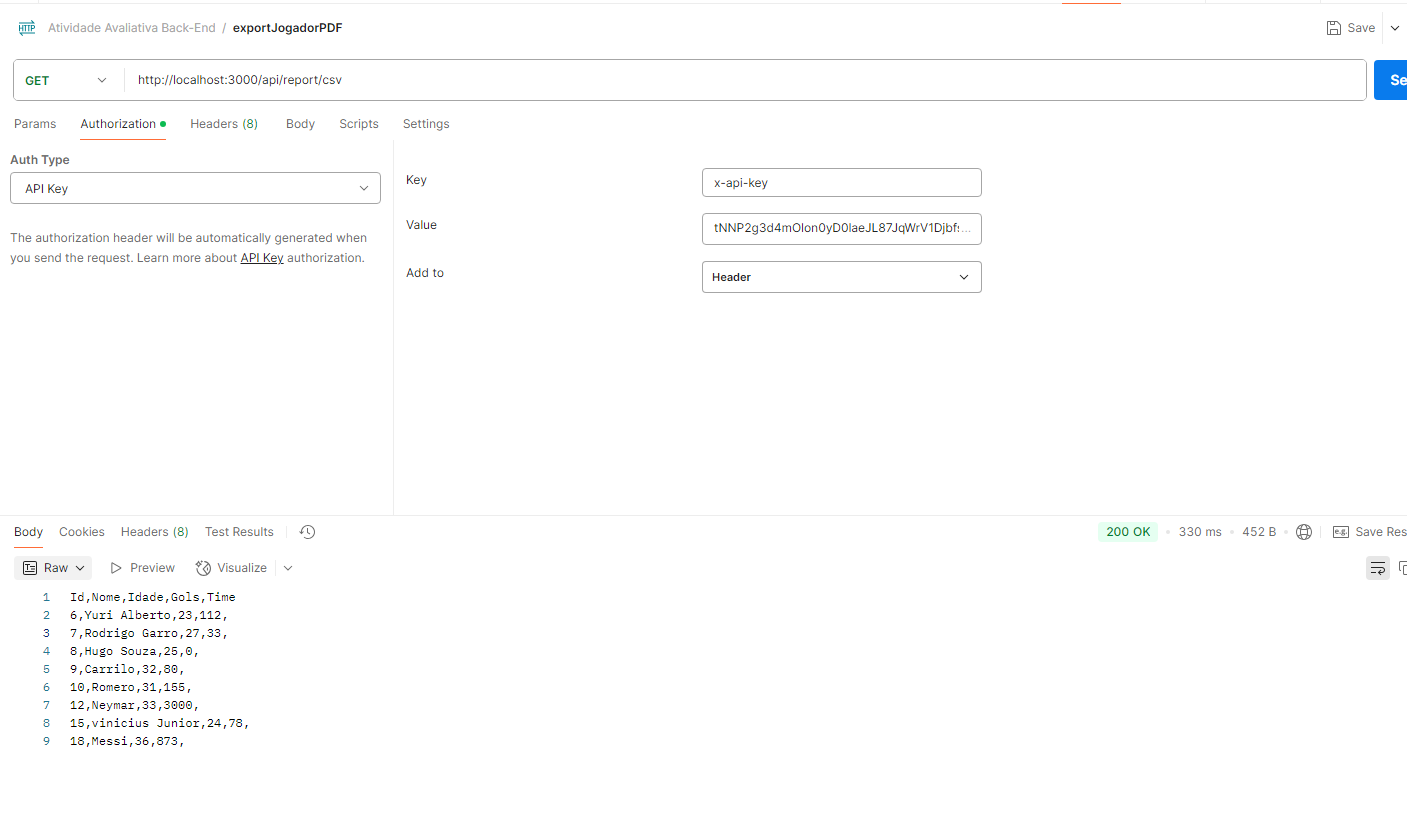 HTTP Atividade Avaliativa Back-End / exportJogadorPDF Save
GET http://localhost:3000/api/report/csv Se
Params Authorization Headers (8) Body Scripts Settings
Auth Type
API Key
The authorization header will be automatically generated when
you send the request. Learn more about API Key authorization.
Key x-api-key
Value
Add to Header
Body Cookies Headers (8) Test Results 200 OK 330 ms 452 B e.g. Save Res
Raw Preview Visualize
1 Id,Nome,Idade,Gols,Time
2 6,Yuri Alberto,23,112,
3 7,Rodrigo Garro,27,33,
4 8,Hugo Souza,25,0,
5 9,Carrilo,32,80,
6 10,Romero,31,155,
7 12,Neymar,33,3000,
8 15,vinicius Junior,24,78,
9 18,Messi,36,873,